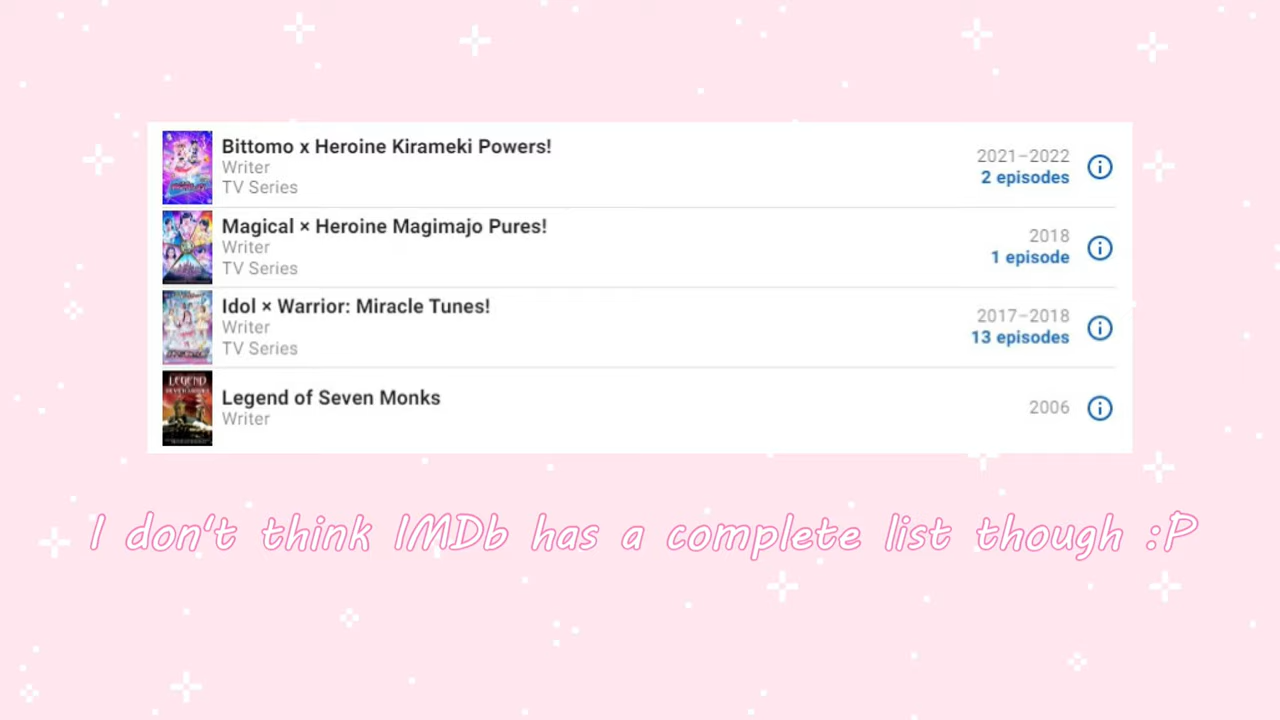 Bittomo x Heroine Kirameki Powers!
Writer
TV Series
2021–2022
2 episodes
Magical × Heroine Magimajo Pures!
Writer
TV Series
2018
1 episode
Idol × Warrior: Miracle Tunes!
Writer
TV Series
2017–2018
13 episodes
LEGEND
Legend of Seven Monks
Writer
2006
I don't think IMDb has a complete list though :P